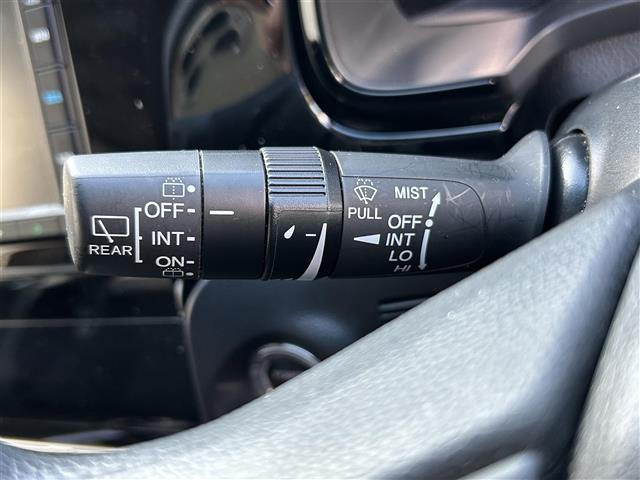 REAR
OFF
INT
ON
PULL
MIST
OFF
INT
LO
HI